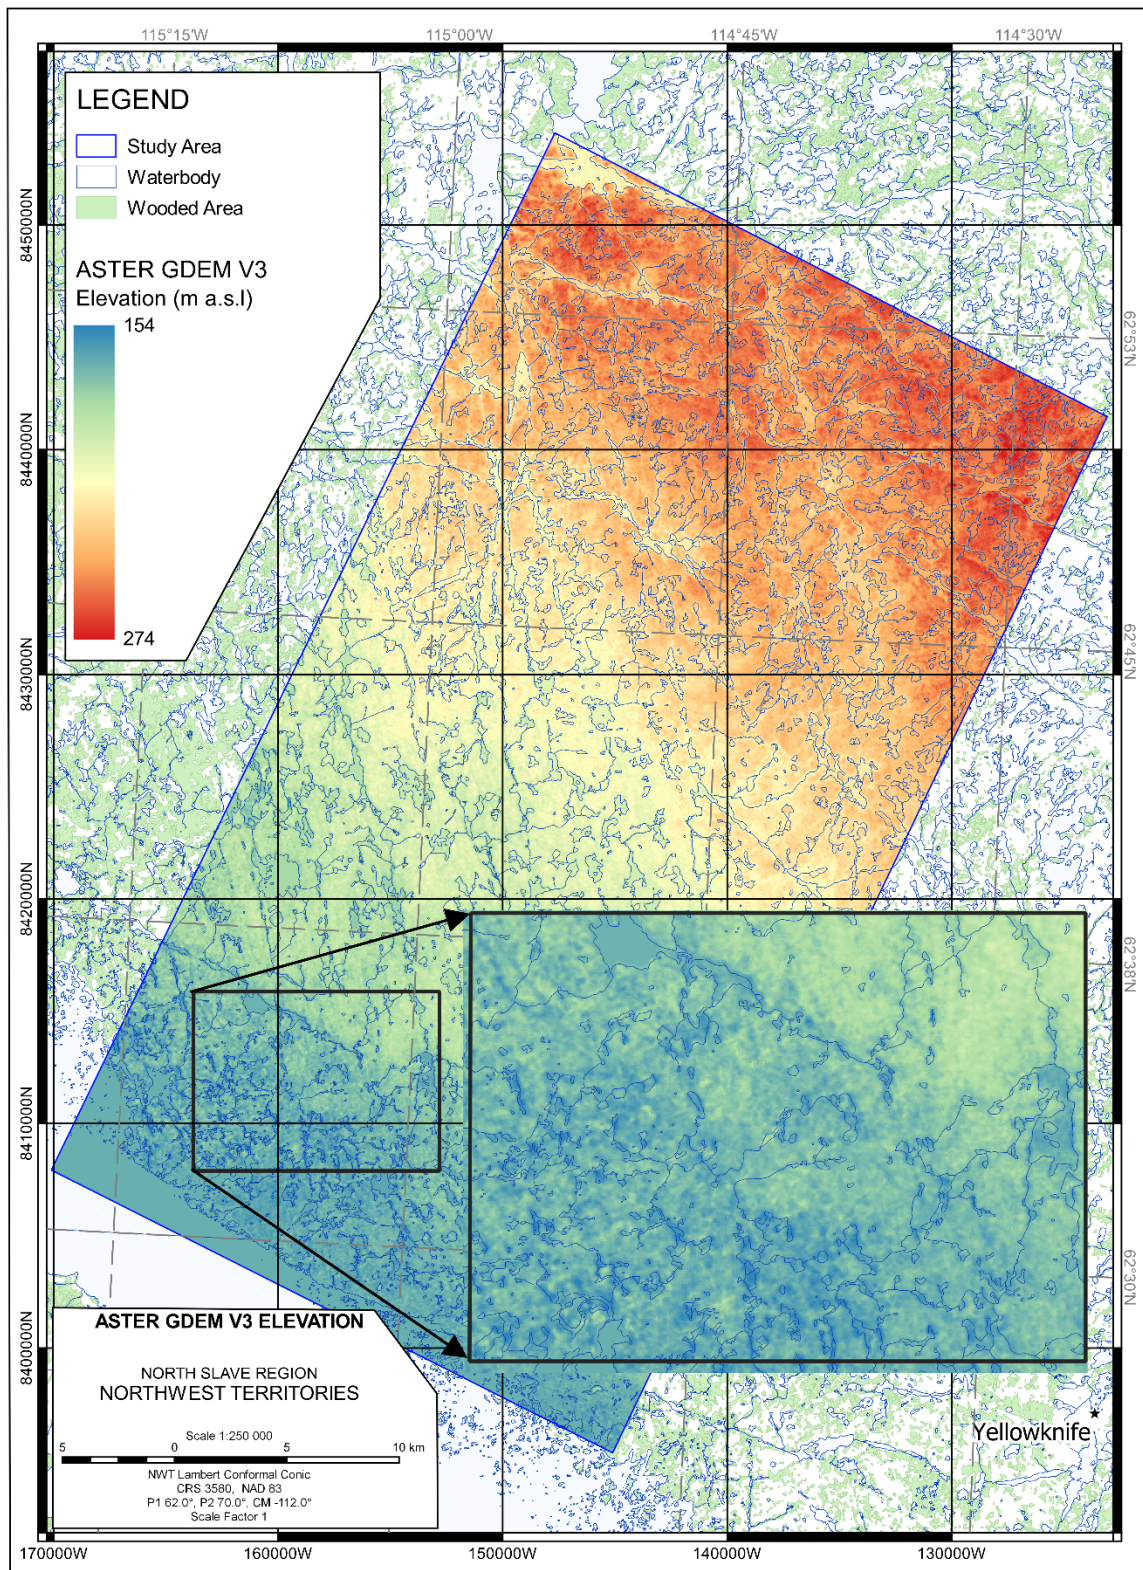 115°15'W
115°00'W
114°45'W
114°30'W
LEGEND
Study Area
Waterbody
Wooded Area
ASTER GDEM V3
Elevation (m a.s.l)
154
274
8450000N
8440000N
8430000N
8420000N
8410000N
8400000N
62°53'N
62°45'N
62°38'N
62°30'N
ASTER GDEM V3 ELEVATION
NORTH SLAVE REGION
NORTHWEST TERRITORIES
Scale 1:250 000
5 0 5 10 km
NWT Lambert Conformal Conic
CRS 3580, NAD 83
P1 62.0°, P2 70.0°, CM -112.0°
Scale Factor 1
Yellowknife
170000W
160000W
150000W
140000W
130000W